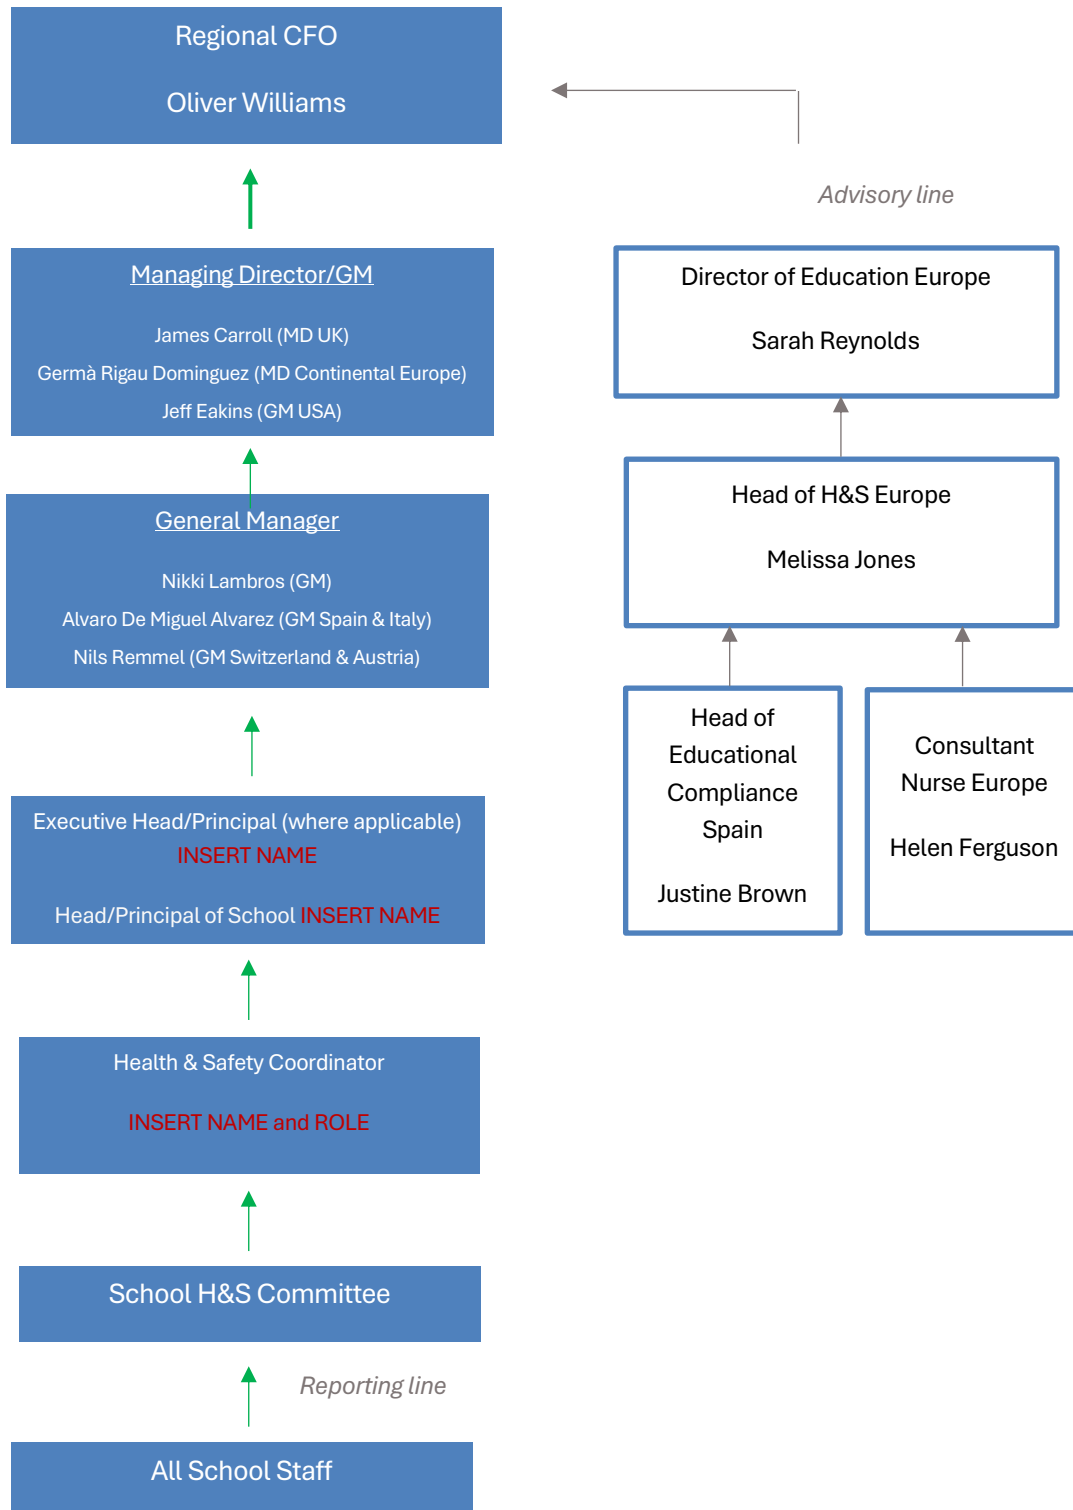 Regional CFO
Oliver Williams
Advisory line
Managing Director/GM
James Carroll (MD UK)
Germà Rigau Dominguez (MD Continental Europe)
Jeff Eakins (GM USA)
Director of Education Europe
Sarah Reynolds
General Manager
Nikki Lambros (GM)
Alvaro De Miguel Alvarez (GM Spain & Italy)
Nils Remmel (GM Switzerland & Austria)
Head of H&S Europe
Melissa Jones
Head of
Educational
Compliance
Spain
Justine Brown
Consultant
Nurse Europe
Helen Ferguson
Executive Head/Principal (where applicable)
INSERT NAME
Head/Principal of School INSERT NAME
Health & Safety Coordinator
INSERT NAME and ROLE
School H&S Committee
Reporting line
All School Staff